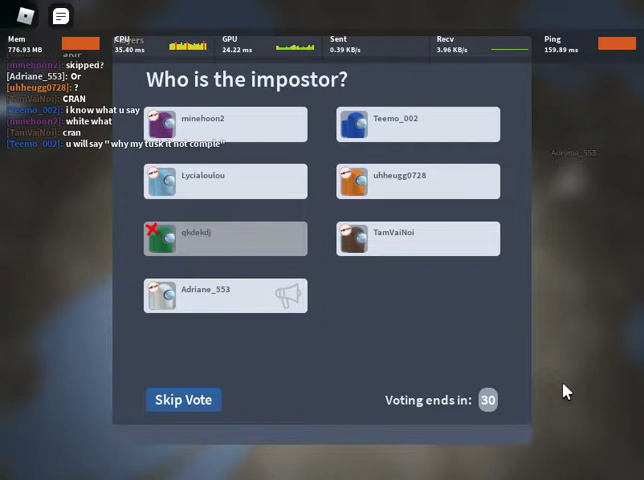 Mem
776.93 MB
CPU
35.40 ms
GPU
24.22 ms
Sent
0.39 KB/s
Recv
3.96 KB/s
Ping
159.89 ms
[minehoon2]: skipped?
[Adriane_553]: Or
[uhheugg0728]: ?
[TamVaiNoi]: CRAN
[Teemo_002]: i know what u say
[minehoon2]: white what
[TamVaiNoi]: cran
[Teemo_002]: u will say " why my tusk it not comple"
Who is the impostor?
minehoon2
Teemo_002
Lycialoulou
uhheugg0728
qkdekdj
TamVaiNoi
Adriane_553
Adriane_553
Skip Vote
Voting ends in: 30